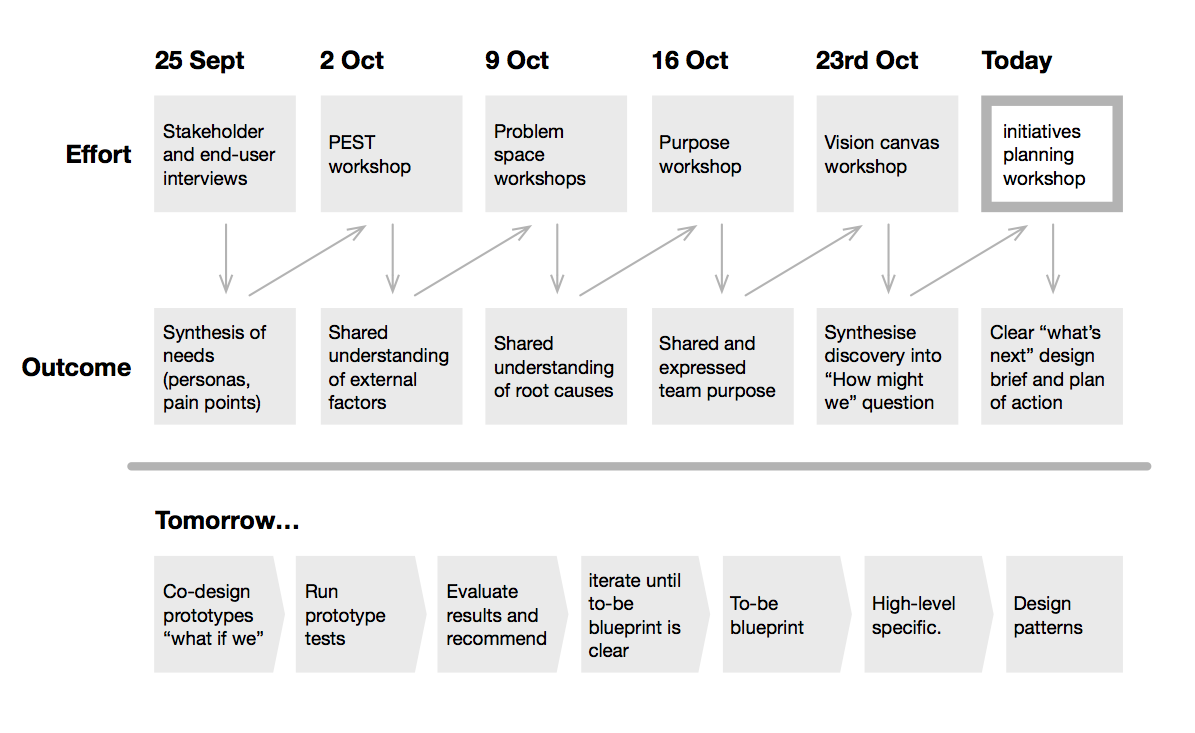 25 Sept
2 Oct
9 Oct
16 Oct
23rd Oct
Today
Effort
Stakeholder
and end-user
interviews
PEST
workshop
Problem
space
workshops
Purpose
workshop
Vision canvas
workshop
initiatives
planning
workshop
Outcome
Synthesis of
needs
(personas,
pain points)
Shared
understanding
of external
factors
Shared
understanding
of root causes
Shared and
expressed
team purpose
Synthesise
discovery into
“How might
we” question
Clear “what’s
next” design
brief and plan
of action
Tomorrow…
Co-design
prototypes
“what if we”
Run
prototype
tests
Evaluate
results and
recommend
iterate until
to-be
blueprint is
clear
To-be
blueprint
High-level
specific.
Design
patterns